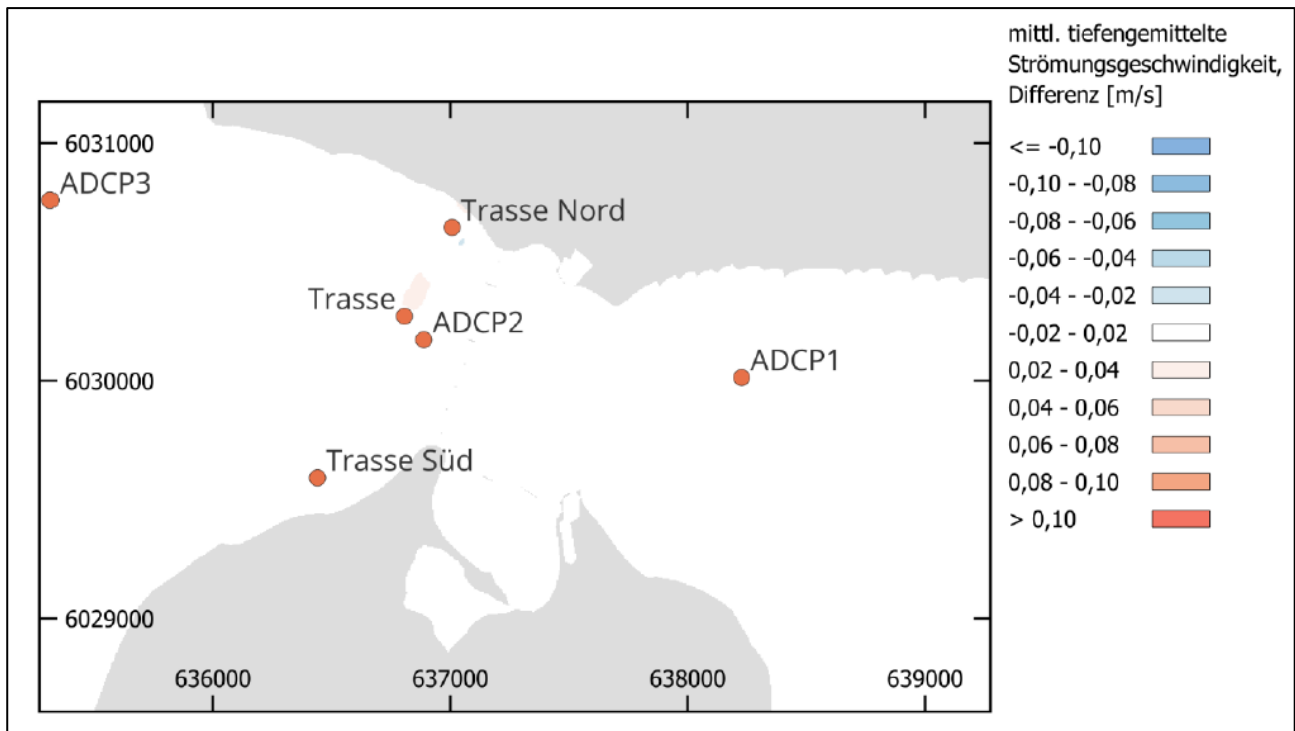 mittl. tiefengemittelte
Strömungsgeschwindigkeit,
Differenz [m/s]
<= -0,10
-0,10 - -0,08
-0,08 - -0,06
-0,06 - -0,04
-0,04 - -0,02
-0,02 - 0,02
0,02 - 0,04
0,04 - 0,06
0,06 - 0,08
0,08 - 0,10
> 0,10
6031000
ADCP3
Trasse Nord
Trasse
ADCP2
ADCP1
6030000
Trasse Süd
6029000
636000
637000
638000
639000